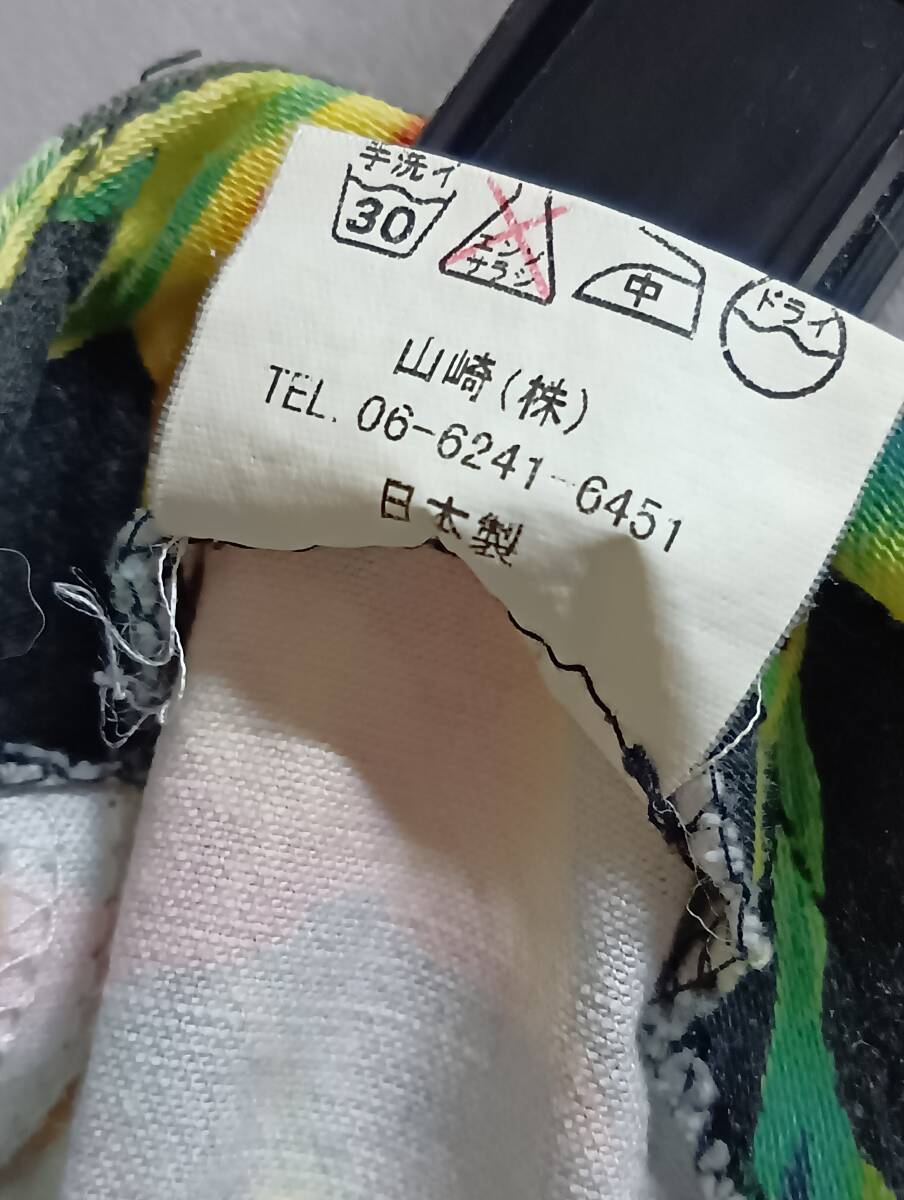 手洗イ
30
エンソ
サラシ
中
ドライ
山崎(株)
TEL. 06-6241-6451
日本製